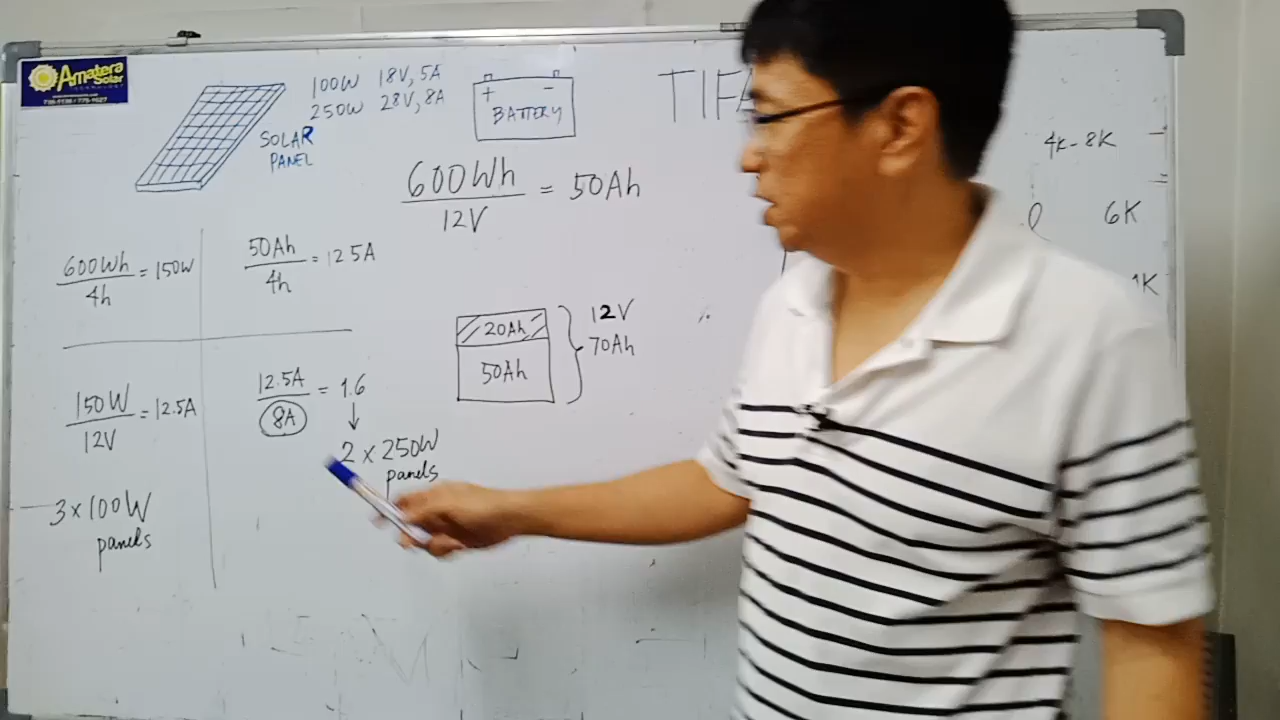 Amatera
Solar
TECHNOLOGY
100W 18V, 5A
250W 28V, 8A
SOLAR
PANEL
+ -
BATTERY
TIFA
600Wh
12V
= 50Ah
600Wh
4h
= 150W
50Ah
4h
= 12.5A
150W
12V
= 12.5A
3 x 100W
panels
12.5A
8A
= 1.6
↓
2 x 250W
panels
20Ah
50Ah
12V
70Ah
4K-8K
6K